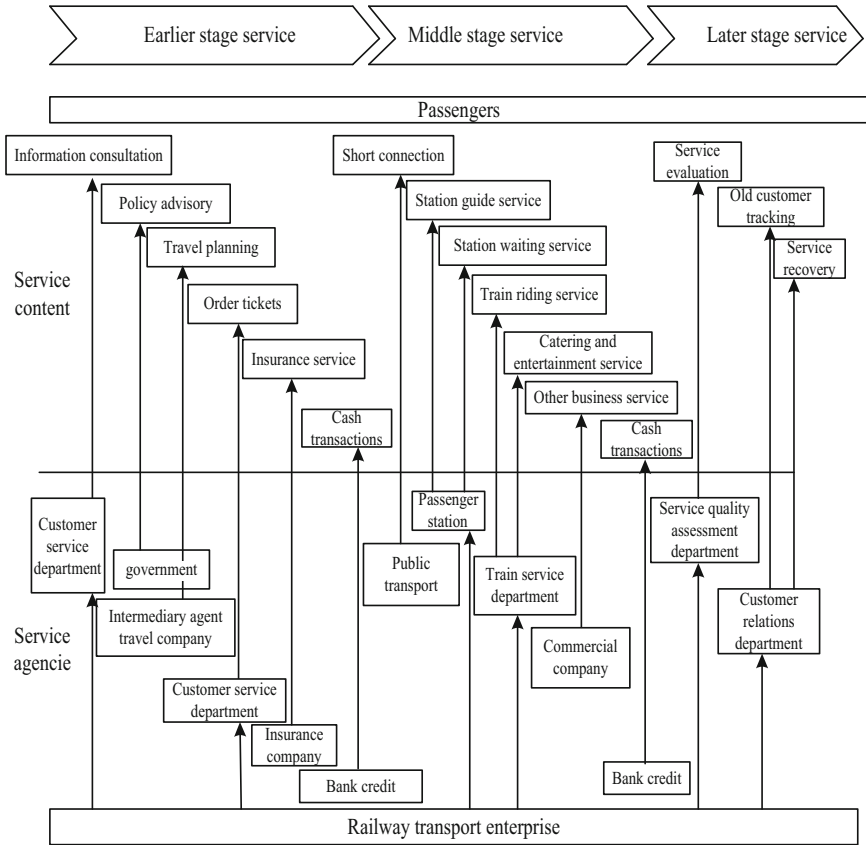 Earlier stage service
Middle stage service
Later stage service
Passengers
Information consultation
Short connection
Service
evaluation
Policy advisory
Station guide service
Old customer
tracking
Travel planning
Station waiting service
Service
recovery
Service
content
Order tickets
Train riding service
Insurance service
Catering and
entertainment service
Other business service
Cash
transactions
Cash
transactions
Customer
service
department
Passenger
station
Service quality
assessment
department
government
Public
transport
Train service
department
Intermediary agent
travel company
Customer
relations
department
Service
agencie
Commercial
company
Customer service
department
Insurance
company
Bank credit
Bank credit
Railway transport enterprise